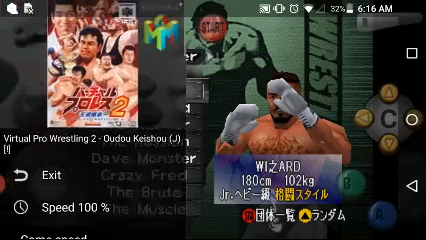 32% 6:16 AM
START
WREST
バーチャル
プロレス2
Virtual Pro Wrestling 2 - Oudou Keishou (J)
[!]
Dave Monster
Exit
Crazy Fred
The Brute
Speed 100 %
The Muscle
WI之ARD
180cm 102kg
Jr.ヘビー級 格闘スタイル
団体一覧 ランダム
C
B
A
R
Game speed